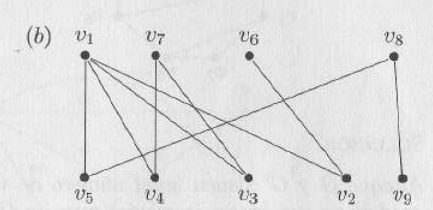 (b) v₁ v₇ v₆ v₈
v₅ v₄ v₃ v₂ v₉